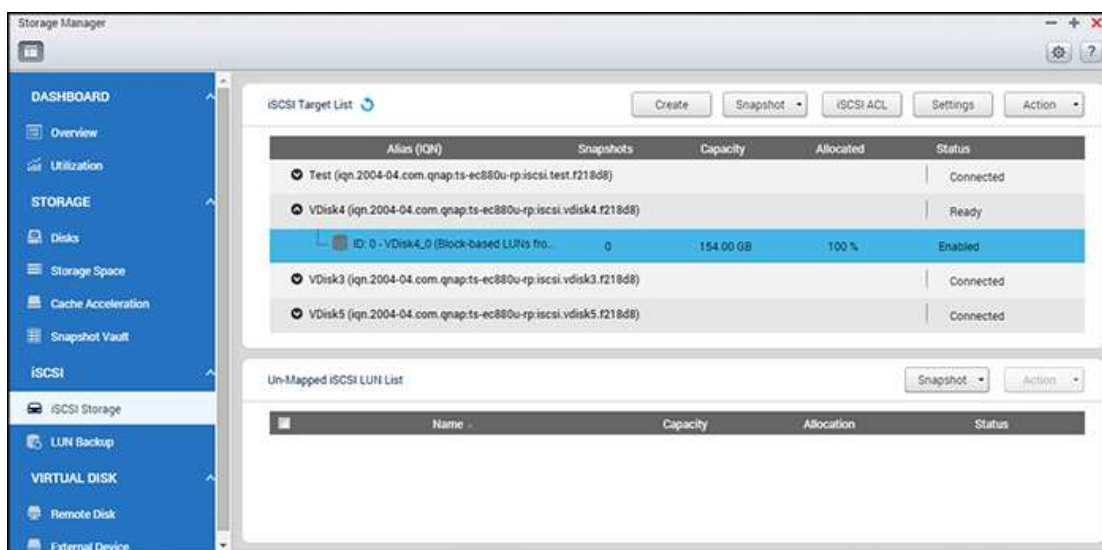 Storage Manager
DASHBOARD
Overview
Utilization
STORAGE
Disks
Storage Space
Cache Acceleration
Snapshot Vault
iSCSI
iSCSI Storage
LUN Backup
VIRTUAL DISK
Remote Disk
External Device
iSCSI Target List Create Snapshot iSCSI ACL Settings Action
Alias (IQN) Snapshots Capacity Allocated Status
Test (iqn.2004-04.com.qnap:ts-ec880u-rp:iscsi.test.f218d8) Connected
VDisk4 (iqn.2004-04.com.qnap:ts-ec880u-rp:iscsi.vdisk4.f218d8) Ready
ID: 0 - VDisk4_0 (Block-based LUNs fro... 0 154.00 GB 100 % Enabled
VDisk3 (iqn.2004-04.com.qnap:ts-ec880u-rp:iscsi.vdisk3.f218d8) Connected
VDisk5 (iqn.2004-04.com.qnap:ts-ec880u-rp:iscsi.vdisk5.f218d8) Connected
Un-Mapped iSCSI LUN List Snapshot Action
Name Capacity Allocation Status